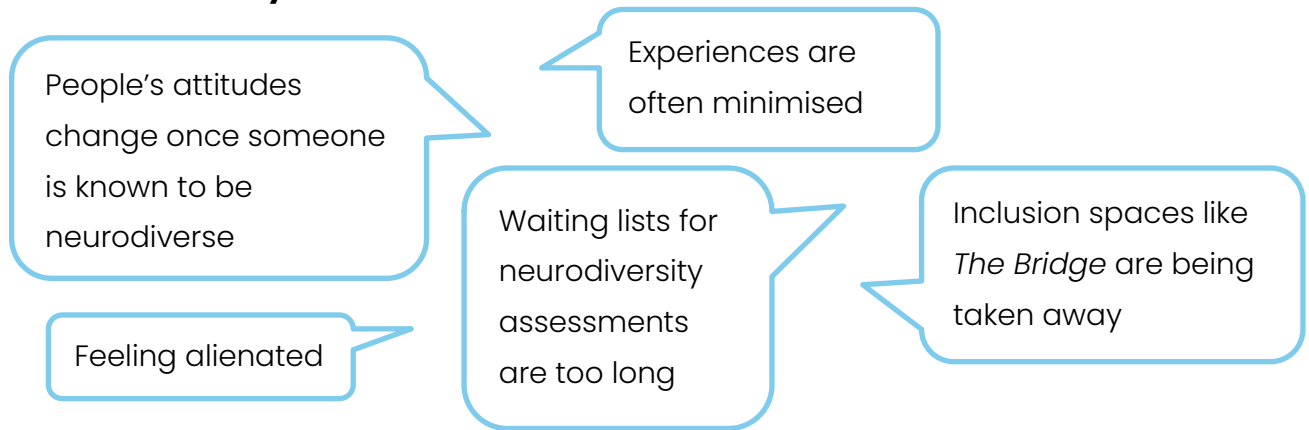 People's attitudes
change once someone
is known to be
neurodiverse
Experiences are
often minimised
Waiting lists for
neurodiversity
assessments
are too long
Inclusion spaces like
The Bridge are being
taken away
Feeling alienated